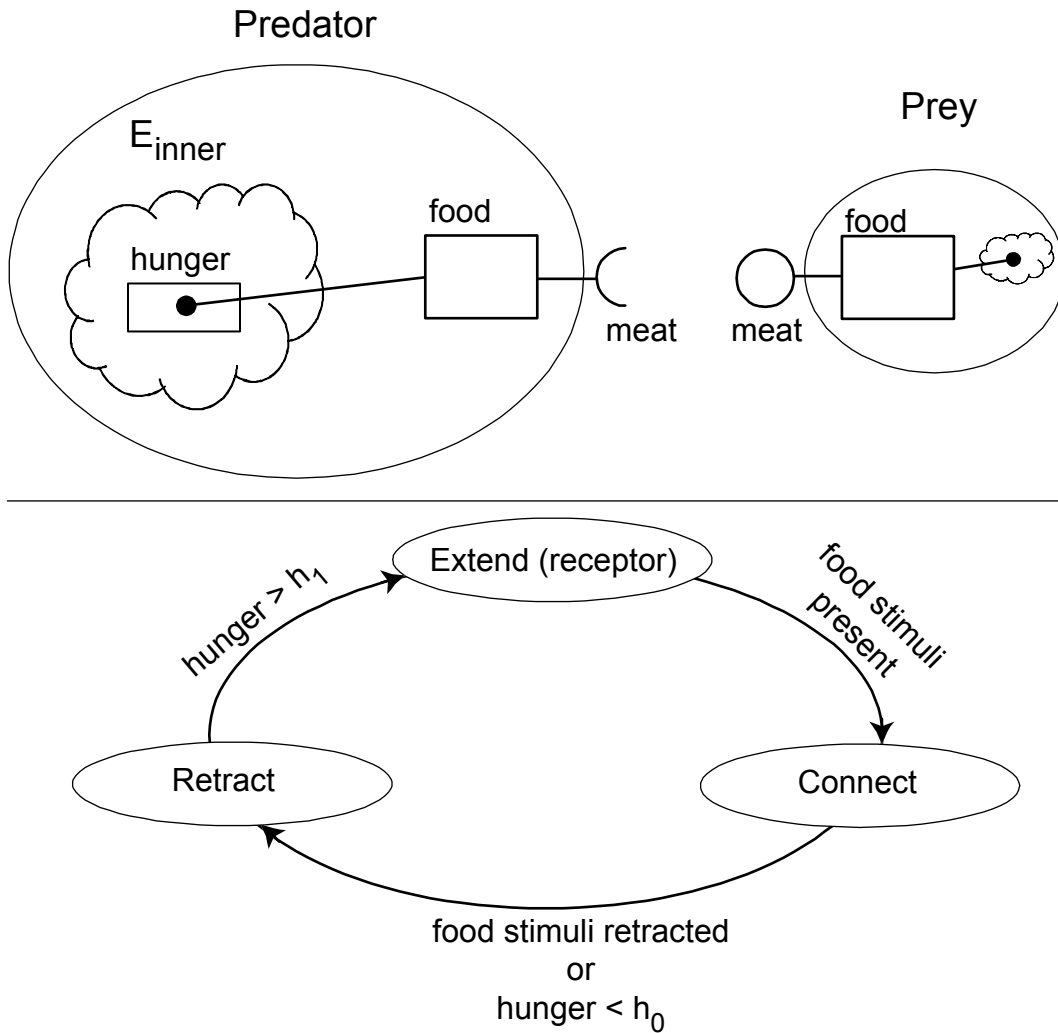 Predator
Prey
E_inner
food
food
hunger
meat
meat
Extend (receptor)
hunger > h_1
food stimuli
present
Retract
Connect
food stimuli retracted
or
hunger < h_0